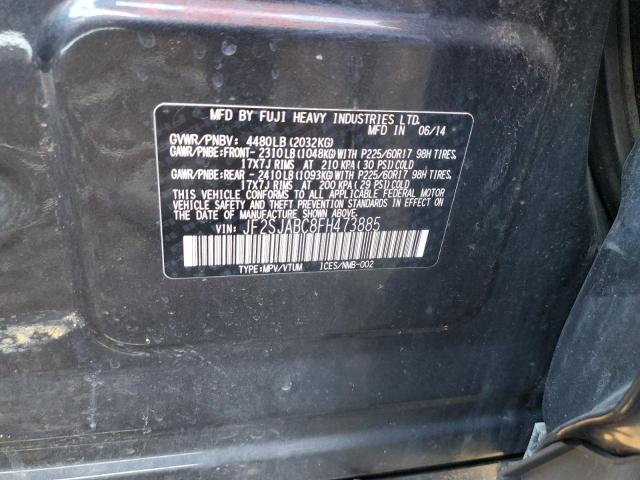 MFD BY FUJI HEAVY INDUSTRIES LTD.
MFD IN 06/14
GVWR/PNBV: 4480LB (2032KG)
GAWR/PNBE:FRONT-2310LB(1048KG)WITH P225/60R17 98H TIRES,
17X7J RIMS AT 210 KPA(30 PSI)COLD
GAWR/PNBE:REAR -2410LB(1093KG)WITH P225/60R17 98H TIRES,
17X7J RIMS AT 200 KPA(29 PSI)COLD
THIS VEHICLE CONFORMS TO ALL APPLICABLE FEDERAL MOTOR
VEHICLE SAFETY AND THEFT PREVENTION STANDARDS IN EFFECT
ON THE DATE OF MANUFACTURE SHOWN ABOVE.
VIN: JF2SJABC8FH473885
TYPE:MPV/VTUM ICES/NMB-002